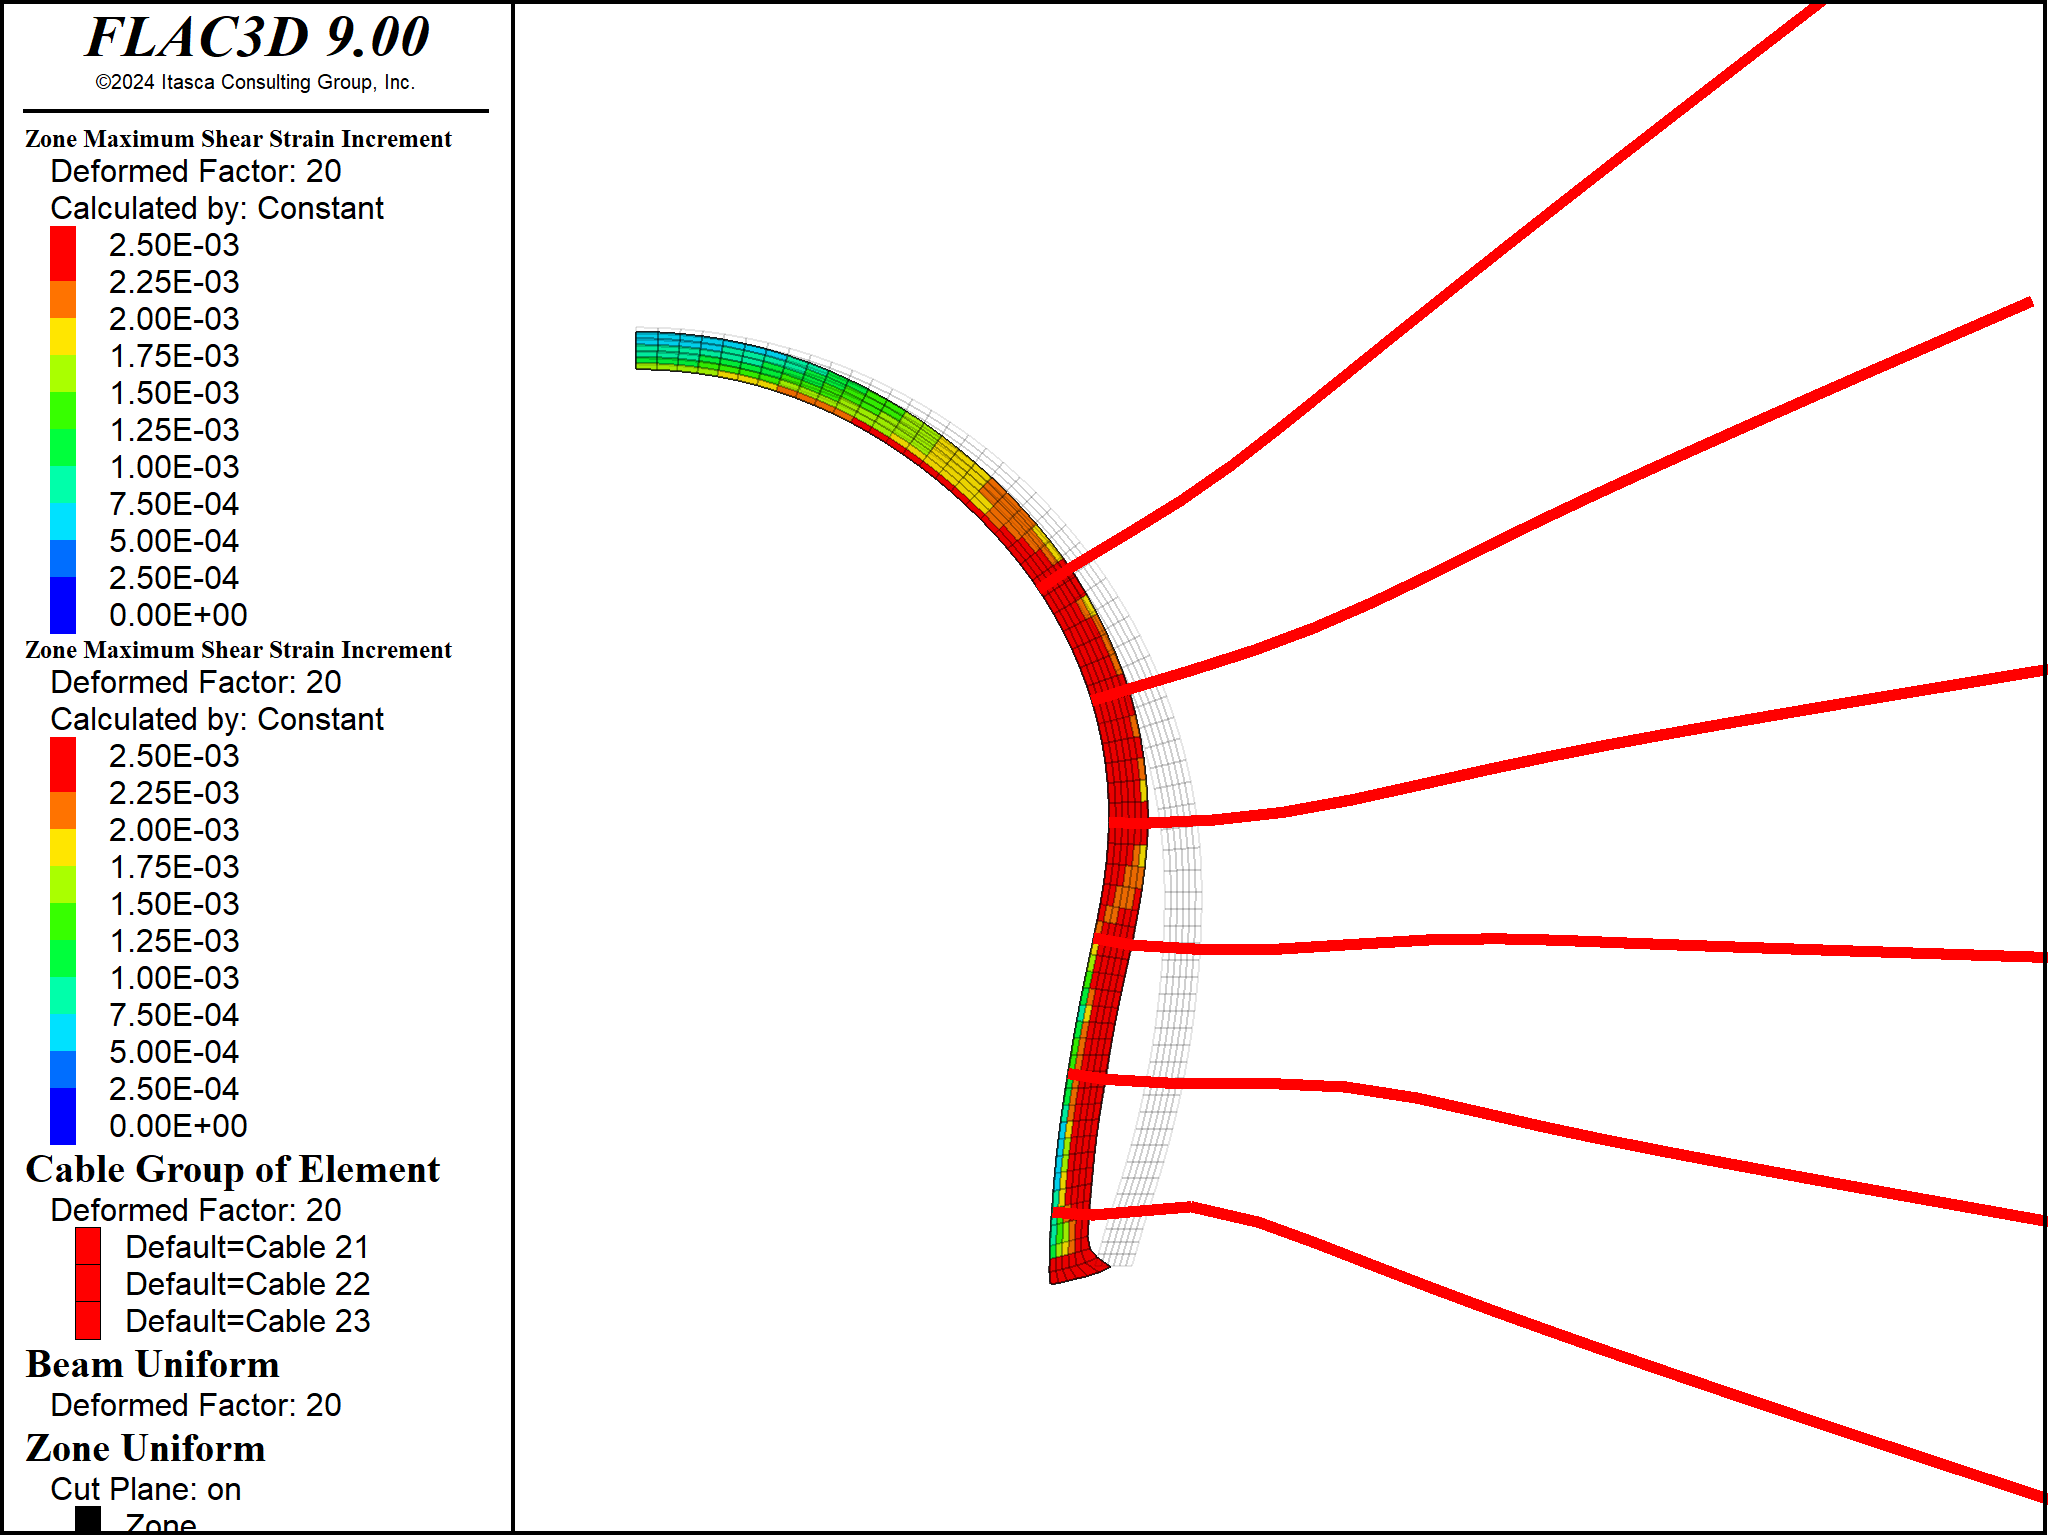 FLAC3D 9.00
©2024 Itasca Consulting Group, Inc.
Zone Maximum Shear Strain Increment
Deformed Factor: 20
Calculated by: Constant
2.50E-03
2.25E-03
2.00E-03
1.75E-03
1.50E-03
1.25E-03
1.00E-03
7.50E-04
5.00E-04
2.50E-04
0.00E+00
Zone Maximum Shear Strain Increment
Deformed Factor: 20
Calculated by: Constant
2.50E-03
2.25E-03
2.00E-03
1.75E-03
1.50E-03
1.25E-03
1.00E-03
7.50E-04
5.00E-04
2.50E-04
0.00E+00
Cable Group of Element
Deformed Factor: 20
Default=Cable 21
Default=Cable 22
Default=Cable 23
Beam Uniform
Deformed Factor: 20
Zone Uniform
Cut Plane: on
Zone